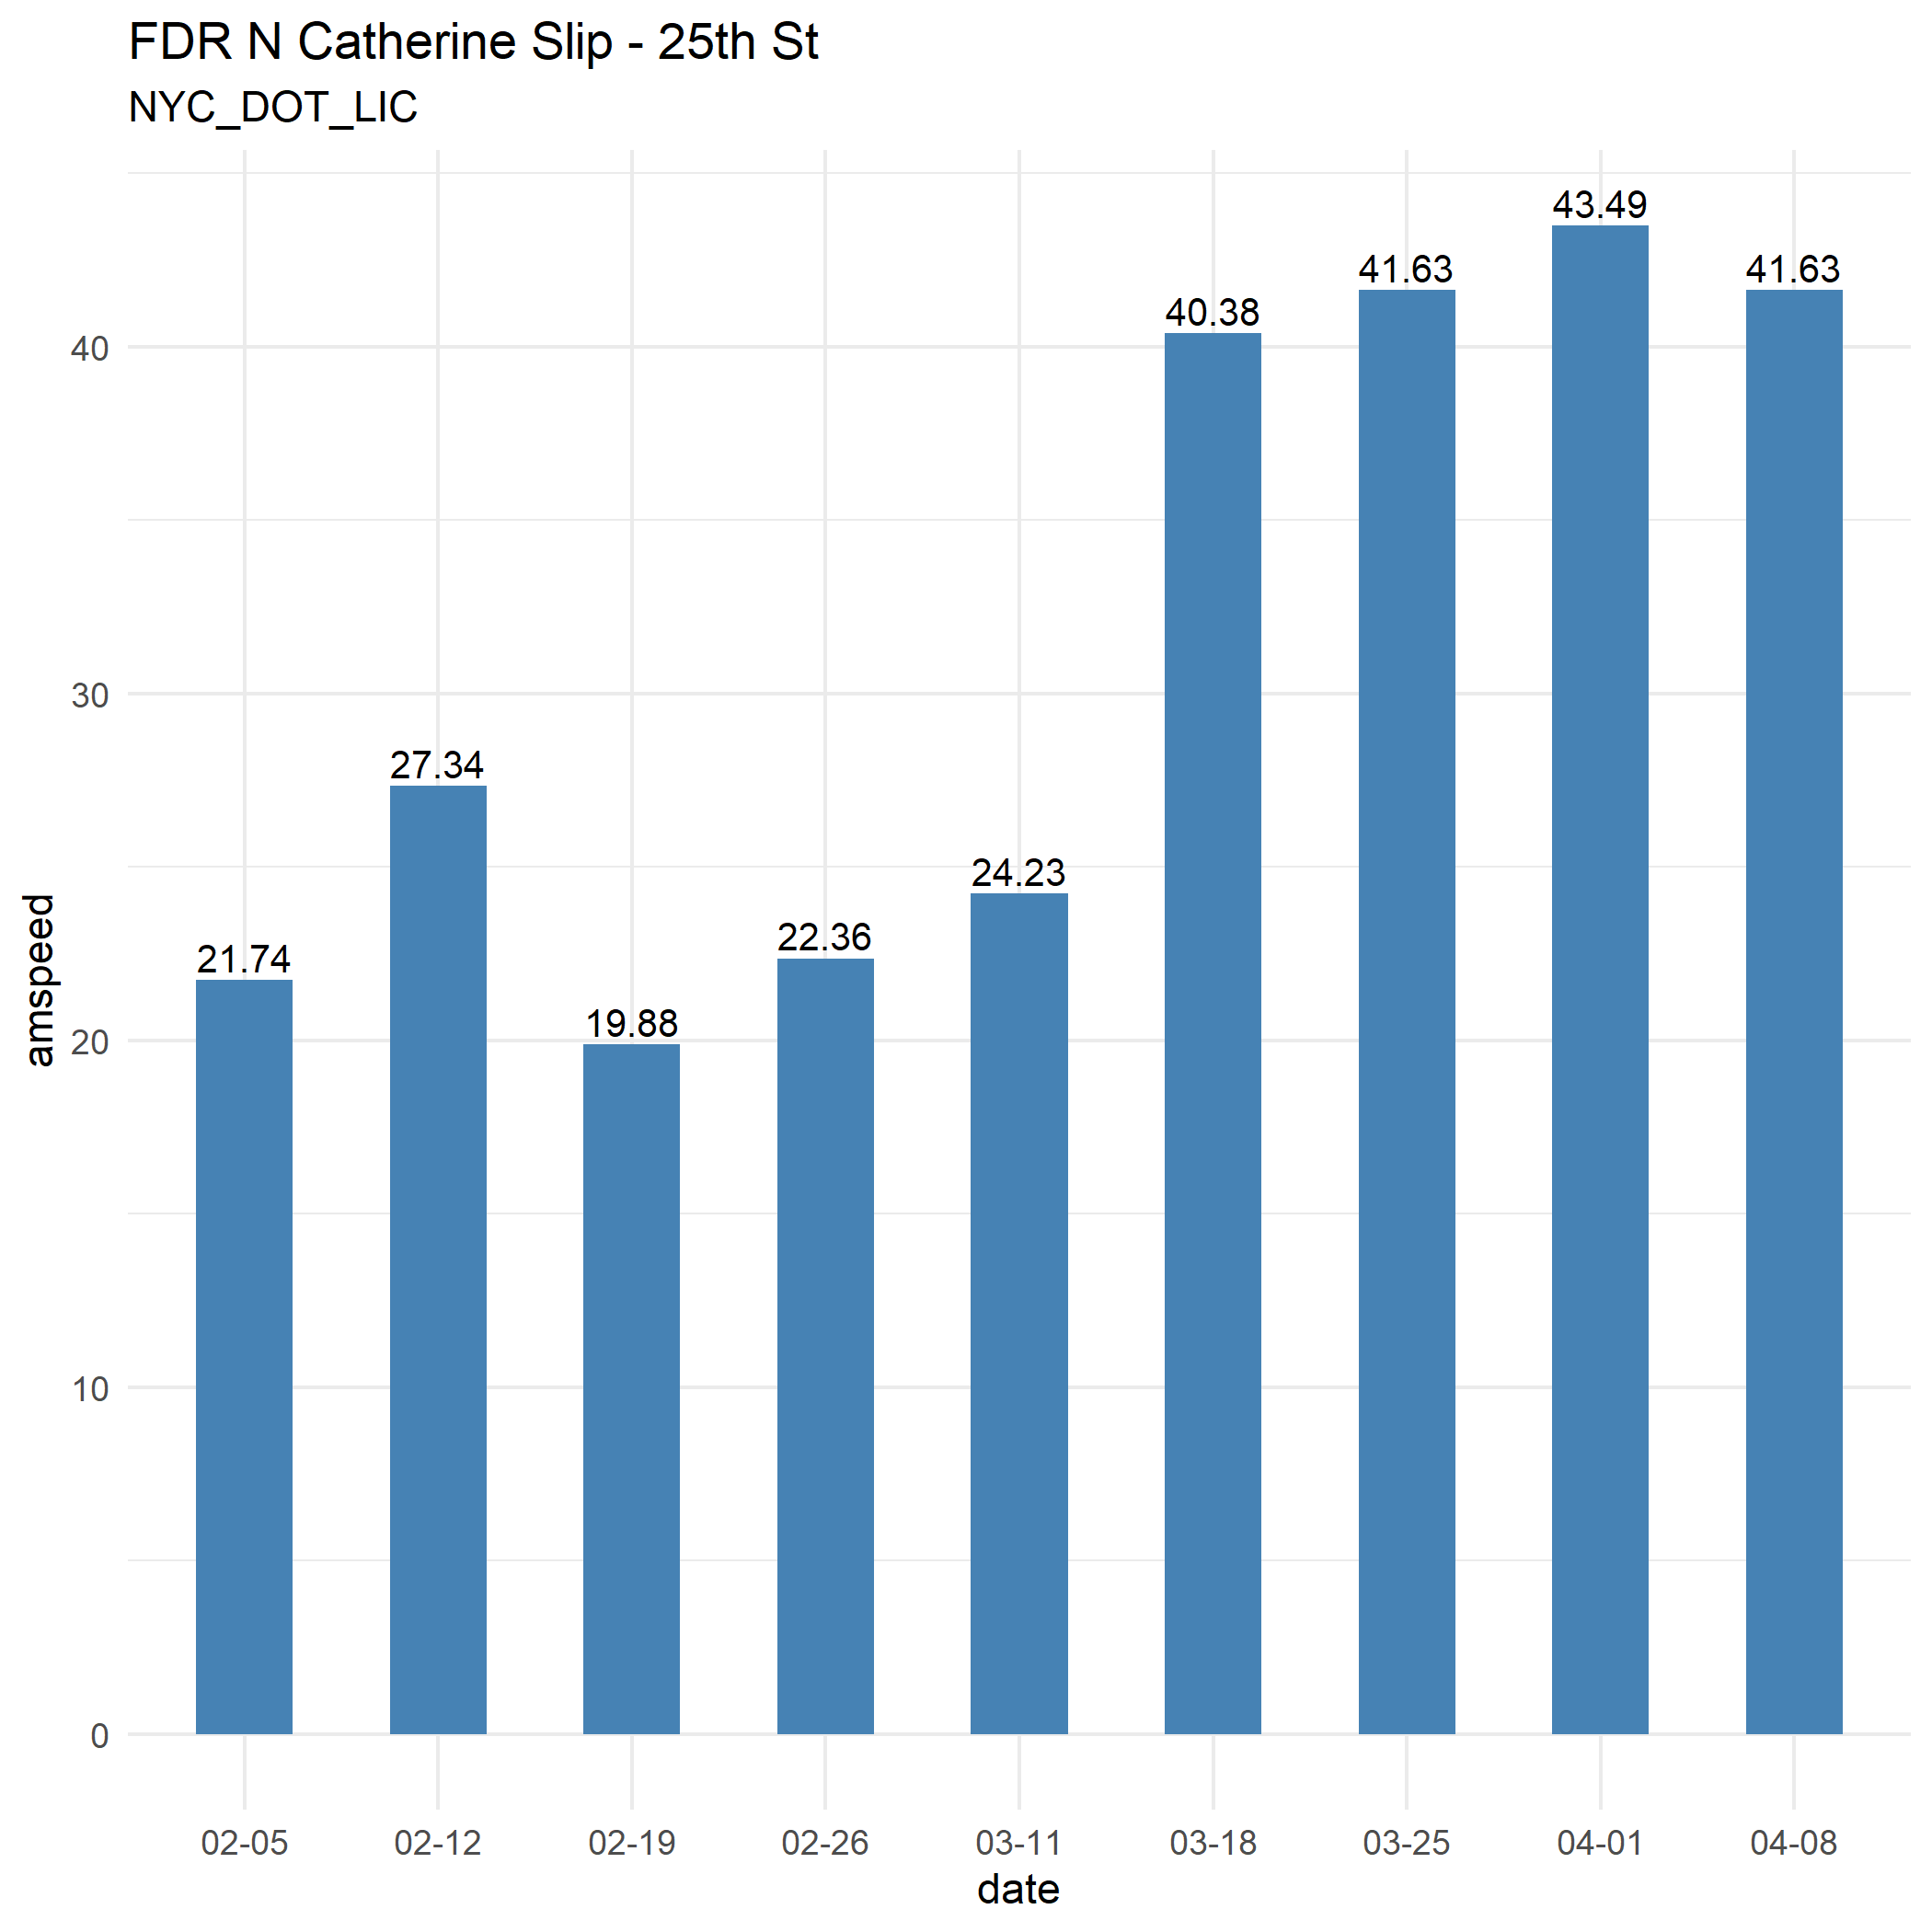 FDR N Catherine Slip - 25th St
NYC_DOT_LIC
43.49
41.63
41.63
40.38
40
30
27.34
24.23
22.36
21.74
19.88
20
10
0
amspeed
02-05 02-12 02-19 02-26 03-11 03-18 03-25 04-01 04-08
date